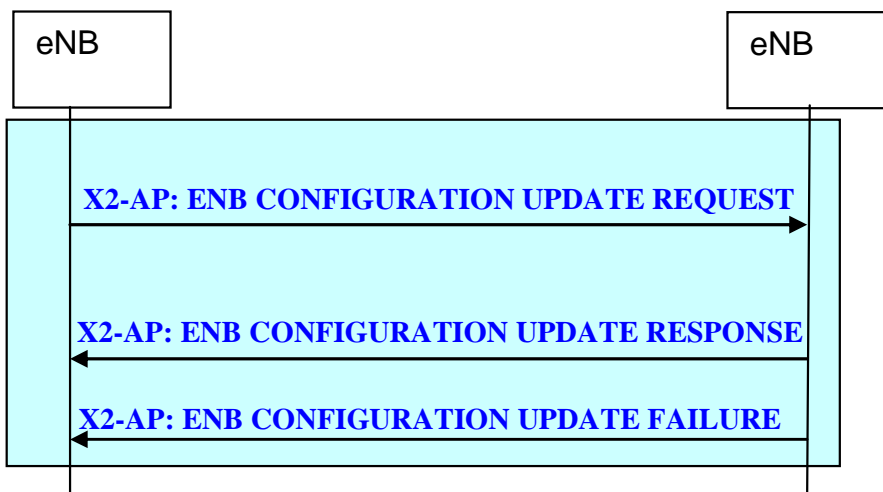 eNB
eNB
X2-AP: ENB CONFIGURATION UPDATE REQUEST
X2-AP: ENB CONFIGURATION UPDATE RESPONSE
X2-AP: ENB CONFIGURATION UPDATE FAILURE